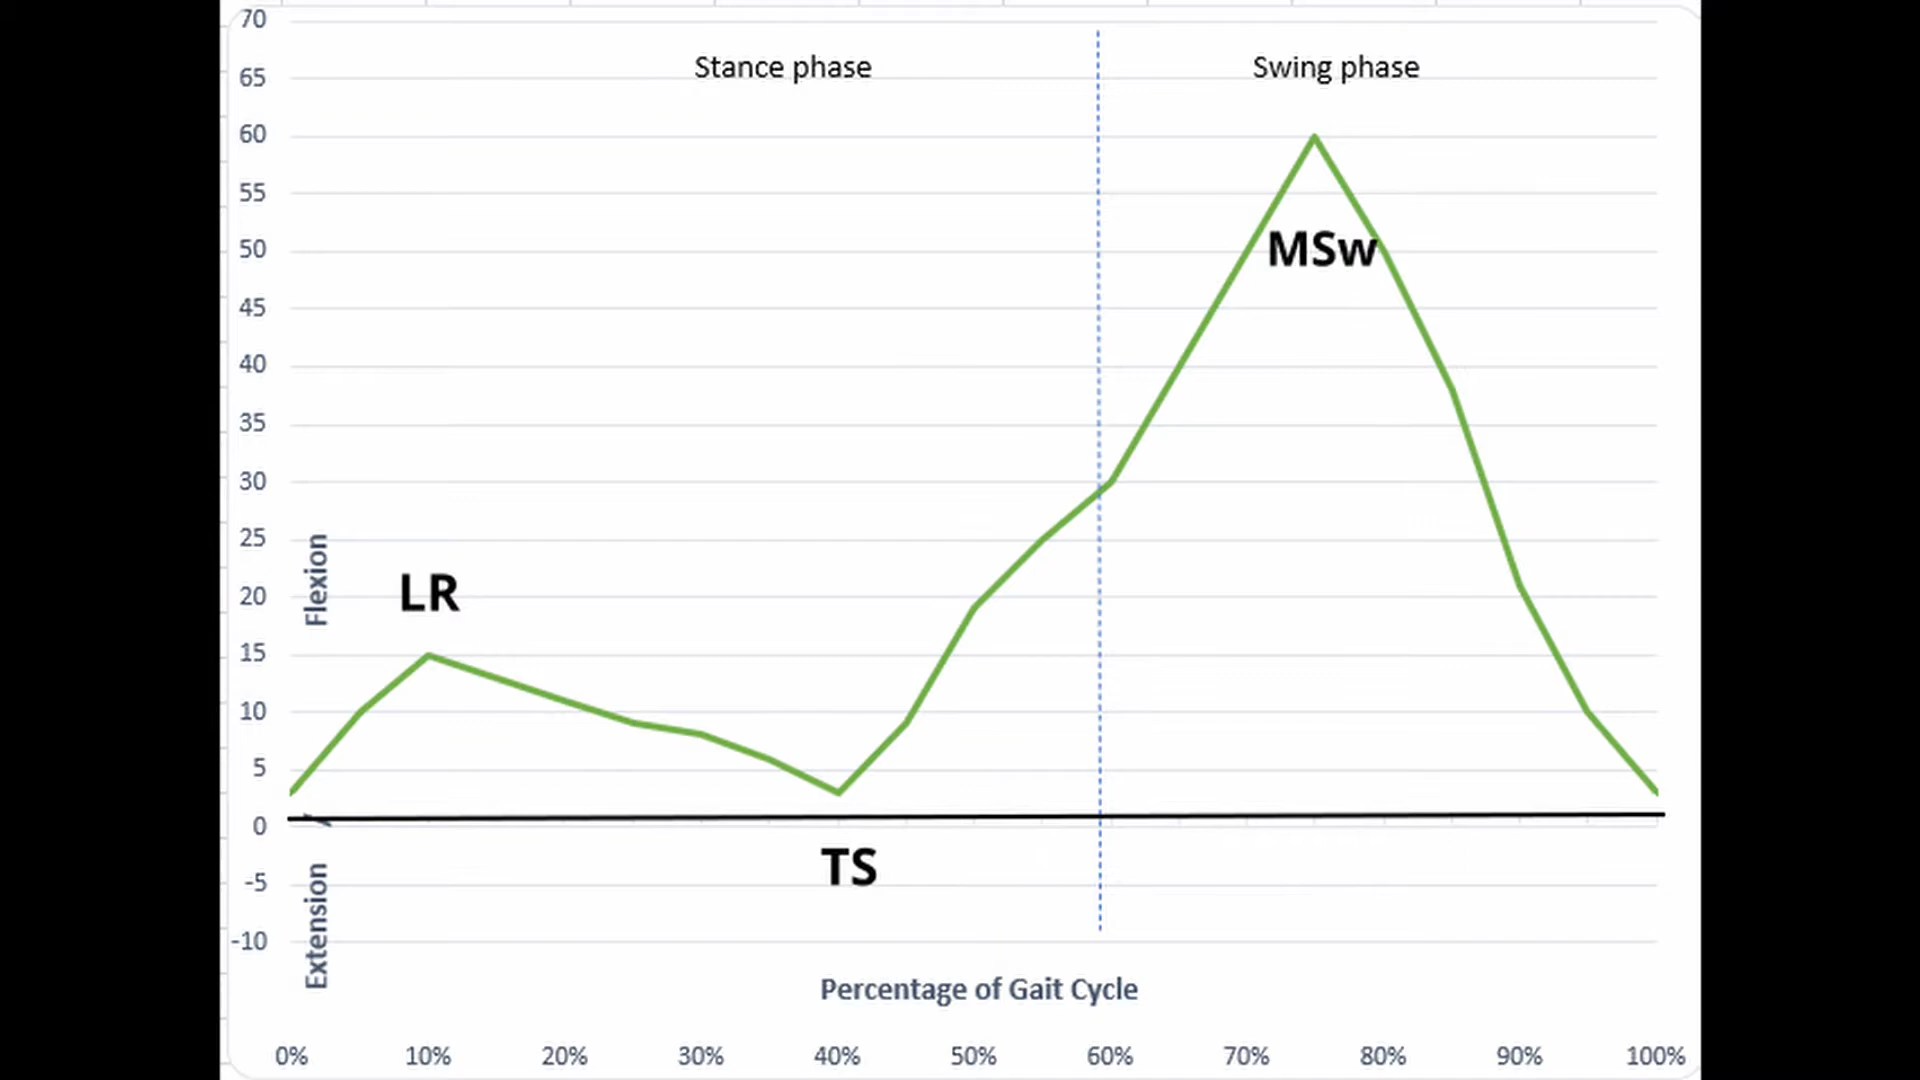 70
Stance phase
Swing phase
65
60
55
50
MSw
45
40
35
30
25
Flexion
20
LR
15
10
5
0
TS
-5
Extension
-10
Percentage of Gait Cycle
0% 10% 20% 30% 40% 50% 60% 70% 80% 90% 100%